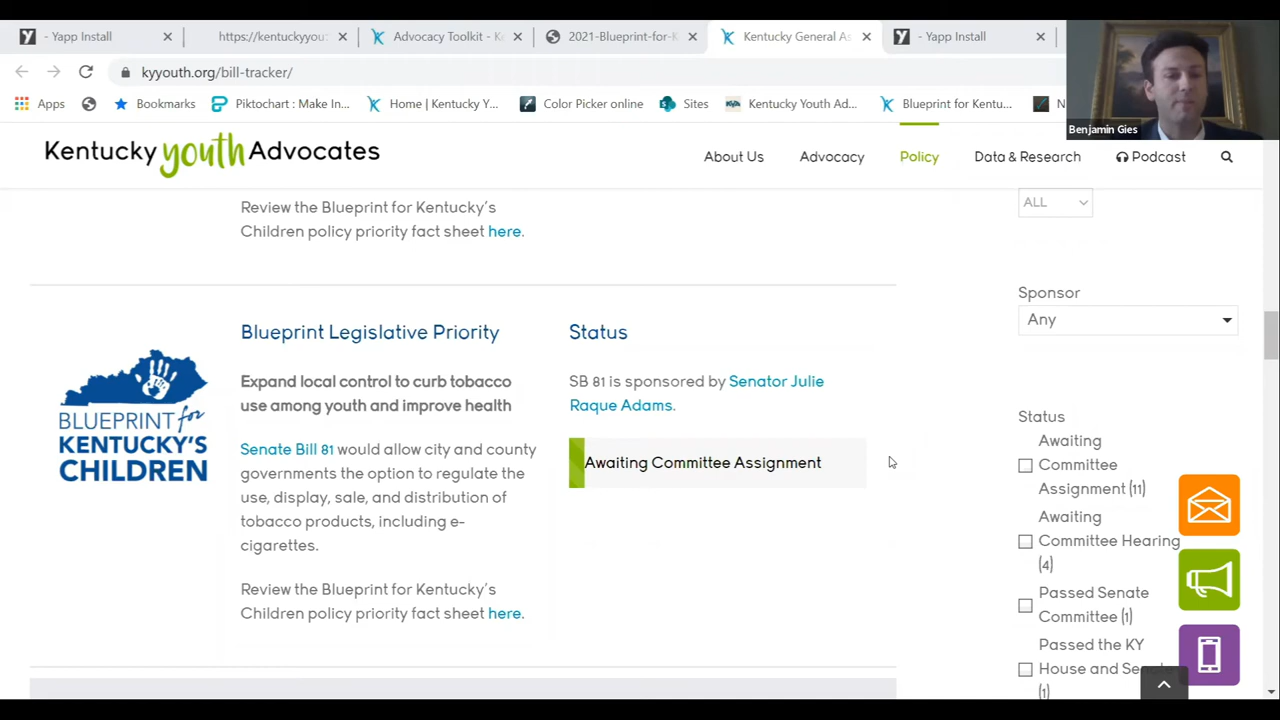 - Yapp Install
https://kentuckyyou
Advocacy Toolkit - K
2021-Blueprint-for-K
Kentucky General As
- Yapp Install
kyyouth.org/bill-tracker/
Apps
Bookmarks
Piktochart : Make In...
Home | Kentucky Y...
Color Picker online
Sites
Kentucky Youth Ad...
Blueprint for Kentu...
N
Benjamin Gies
Kentucky youth Advocates
About Us
Advocacy
Policy
Data & Research
Podcast
Review the Blueprint for Kentucky's
Children policy priority fact sheet here.
ALL
Sponsor
Any
Blueprint Legislative Priority
Expand local control to curb tobacco
use among youth and improve health
Senate Bill 81 would allow city and county
governments the option to regulate the
use, display, sale, and distribution of
tobacco products, including e-
cigarettes.
Review the Blueprint for Kentucky's
Children policy priority fact sheet here.
BLUEPRINT for
KENTUCKY'S
CHILDREN
Status
SB 81 is sponsored by Senator Julie
Raque Adams.
Awaiting Committee Assignment
Status
Awaiting
Committee
Assignment (11)
Awaiting
Committee Hearing
(4)
Passed Senate
Committee (1)
Passed the KY
House and Senate
(1)